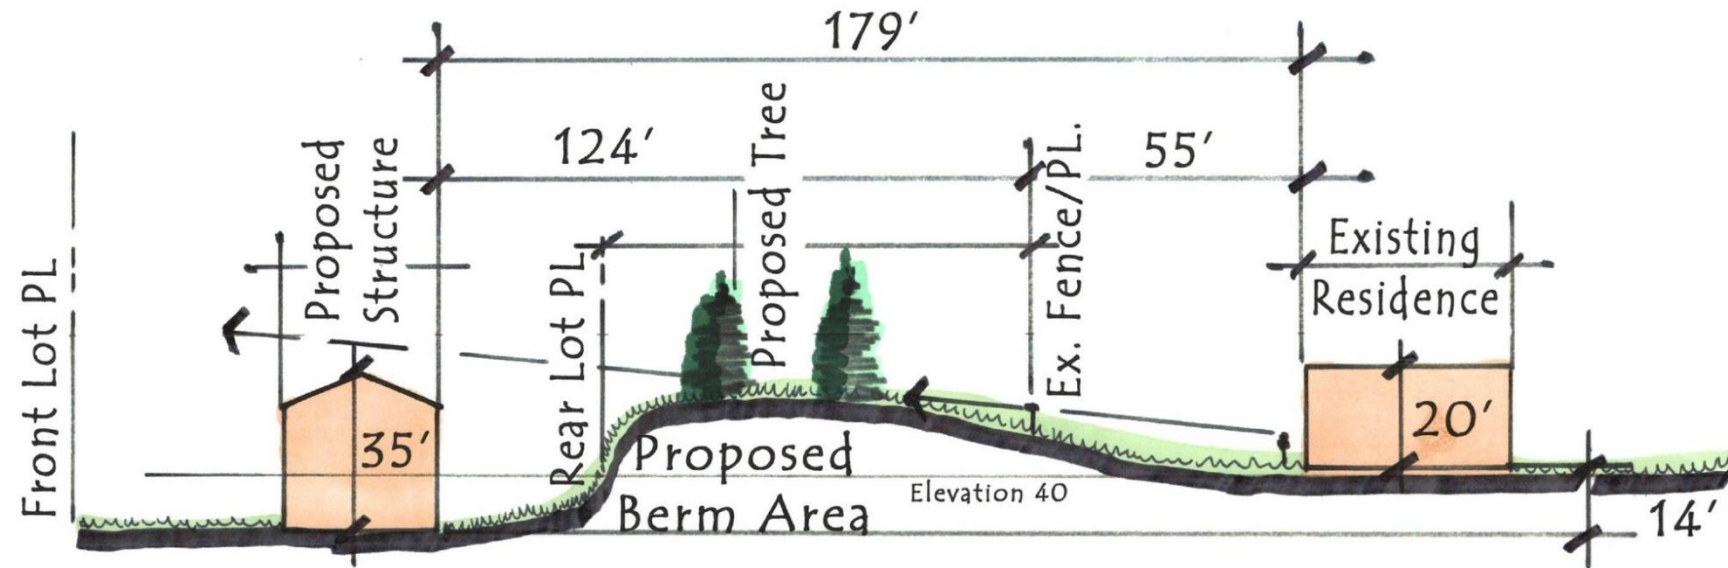 179'
124'
55'
Front Lot PL
Proposed
Structure
Rear Lot PL
Proposed Tree
Ex. Fence/PL.
Existing
Residence
35'
20'
Proposed
Berm Area
Elevation 40
14'